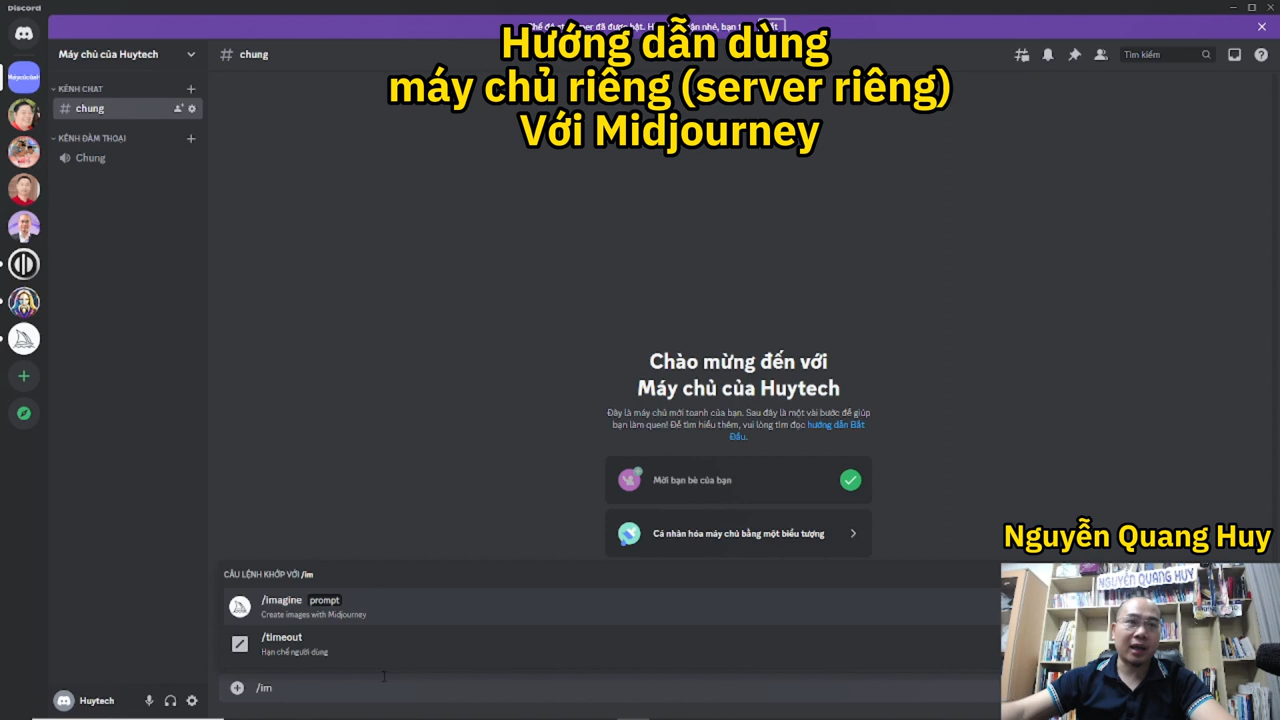 Discord
Hướng dẫn dùng
máy chủ riêng (server riêng)
Với Midjourney
Máy chủ của Huytech
chung
Tìm kiếm
KÊNH CHAT
chung
KÊNH ĐÀM THOẠI
Chung
Chào mừng đến với
Máy chủ của Huytech
Đây là máy chủ mới toanh của bạn. Sau đây là một vài bước để giúp
bạn làm quen! Để tìm hiểu thêm, vui lòng tìm đọc hướng dẫn Bắt
Đầu.
Mời bạn bè của bạn
Cá nhân hóa máy chủ bằng một biểu tượng
CÂU LỆNH KHỚP VỚI /im
/imagine prompt
Create images with Midjourney
/timeout
Hạn chế người dùng
/im
Huytech
Nguyễn Quang Huy
NGUYỄN QUANG HUY